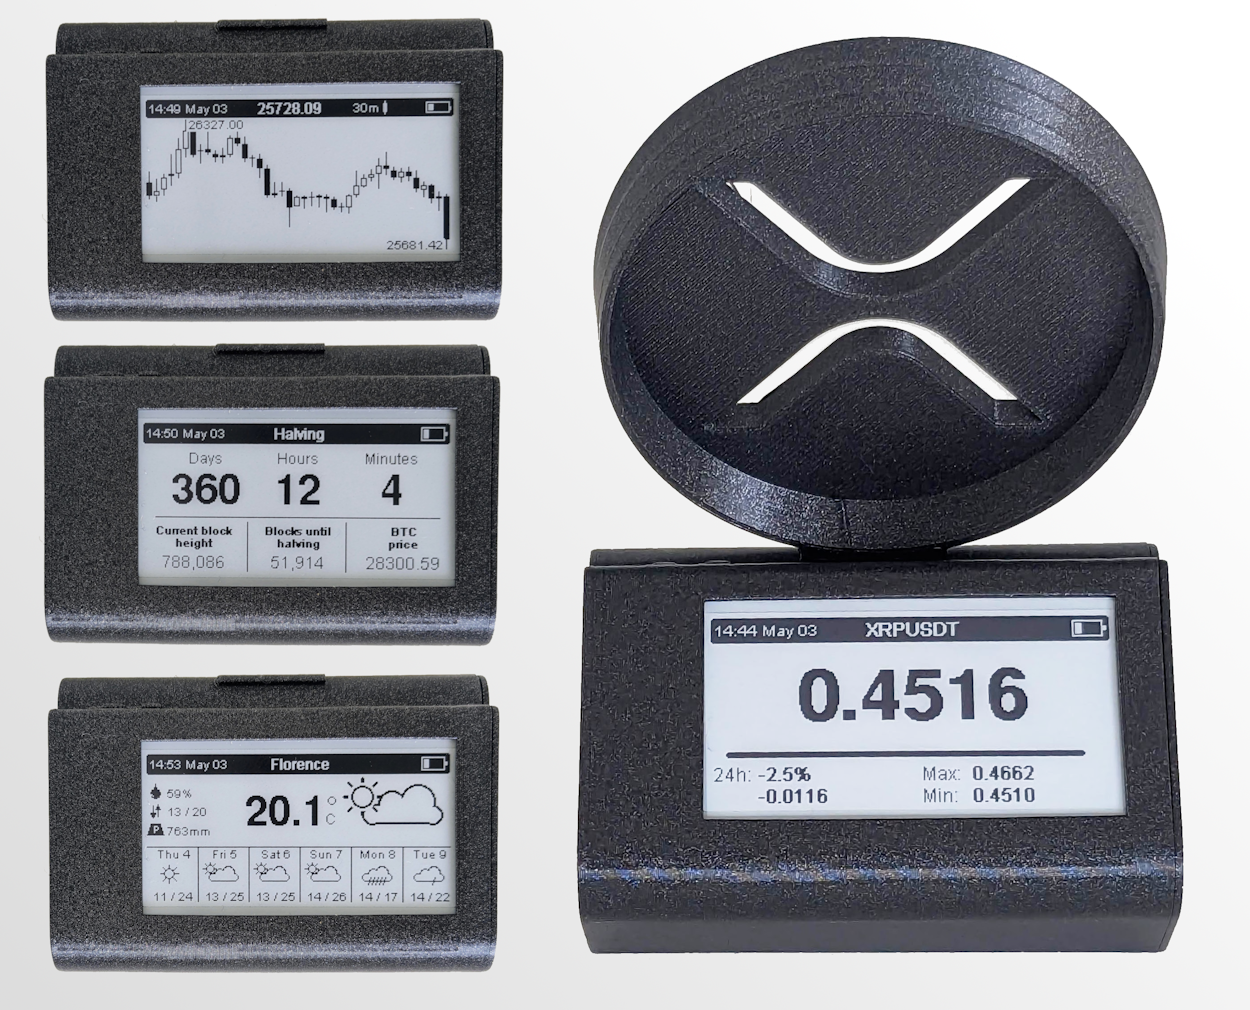 14:49 May 03 25728.09 30m
26327.00
25681.42
14:50 May 03 Halving
Days Hours Minutes
360 12 4
Current block height Blocks until halving BTC price
788,086 51,914 28300.59
14:53 May 03 Florence
59%
13 / 20
P 763mm
20.1 °C
Thu 4 Fri 5 Sat 6 Sun 7 Mon 8 Tue 9
11 / 24 13 / 25 13 / 25 14 / 26 14 / 17 14 / 22
14:44 May 03 XRPUSDT
0.4516
24h: -2.5% Max: 0.4662
-0.0116 Min: 0.4510